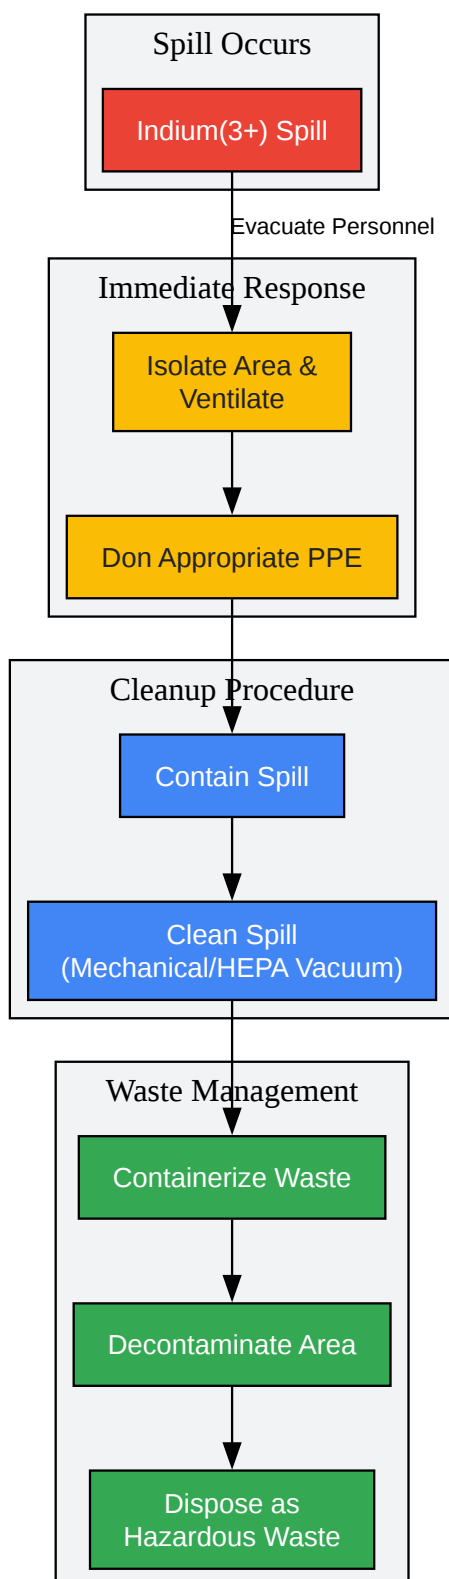 Spill Occurs
Indium(3+) Spill
Evacuate Personnel
Immediate Response
Isolate Area &
Ventilate
Don Appropriate PPE
Cleanup Procedure
Contain Spill
Clean Spill
(Mechanical/HEPA Vacuum)
Waste Management
Containerize Waste
Decontaminate Area
Dispose as
Hazardous Waste